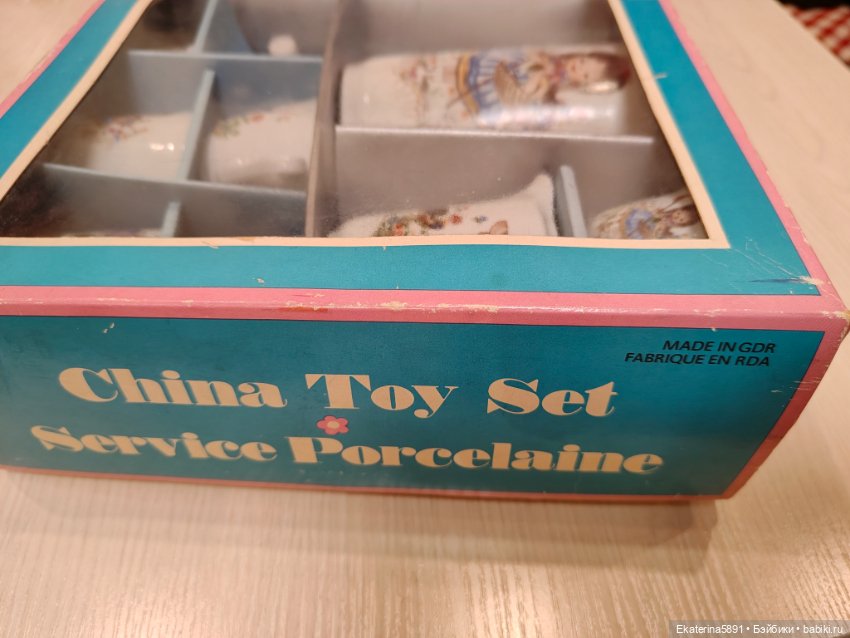 MADE IN GDR
FABRIQUE EN RDA
China Toy Set
Service Porcelaine
Ekaterina5891 • Бэйбики • babiki.ru